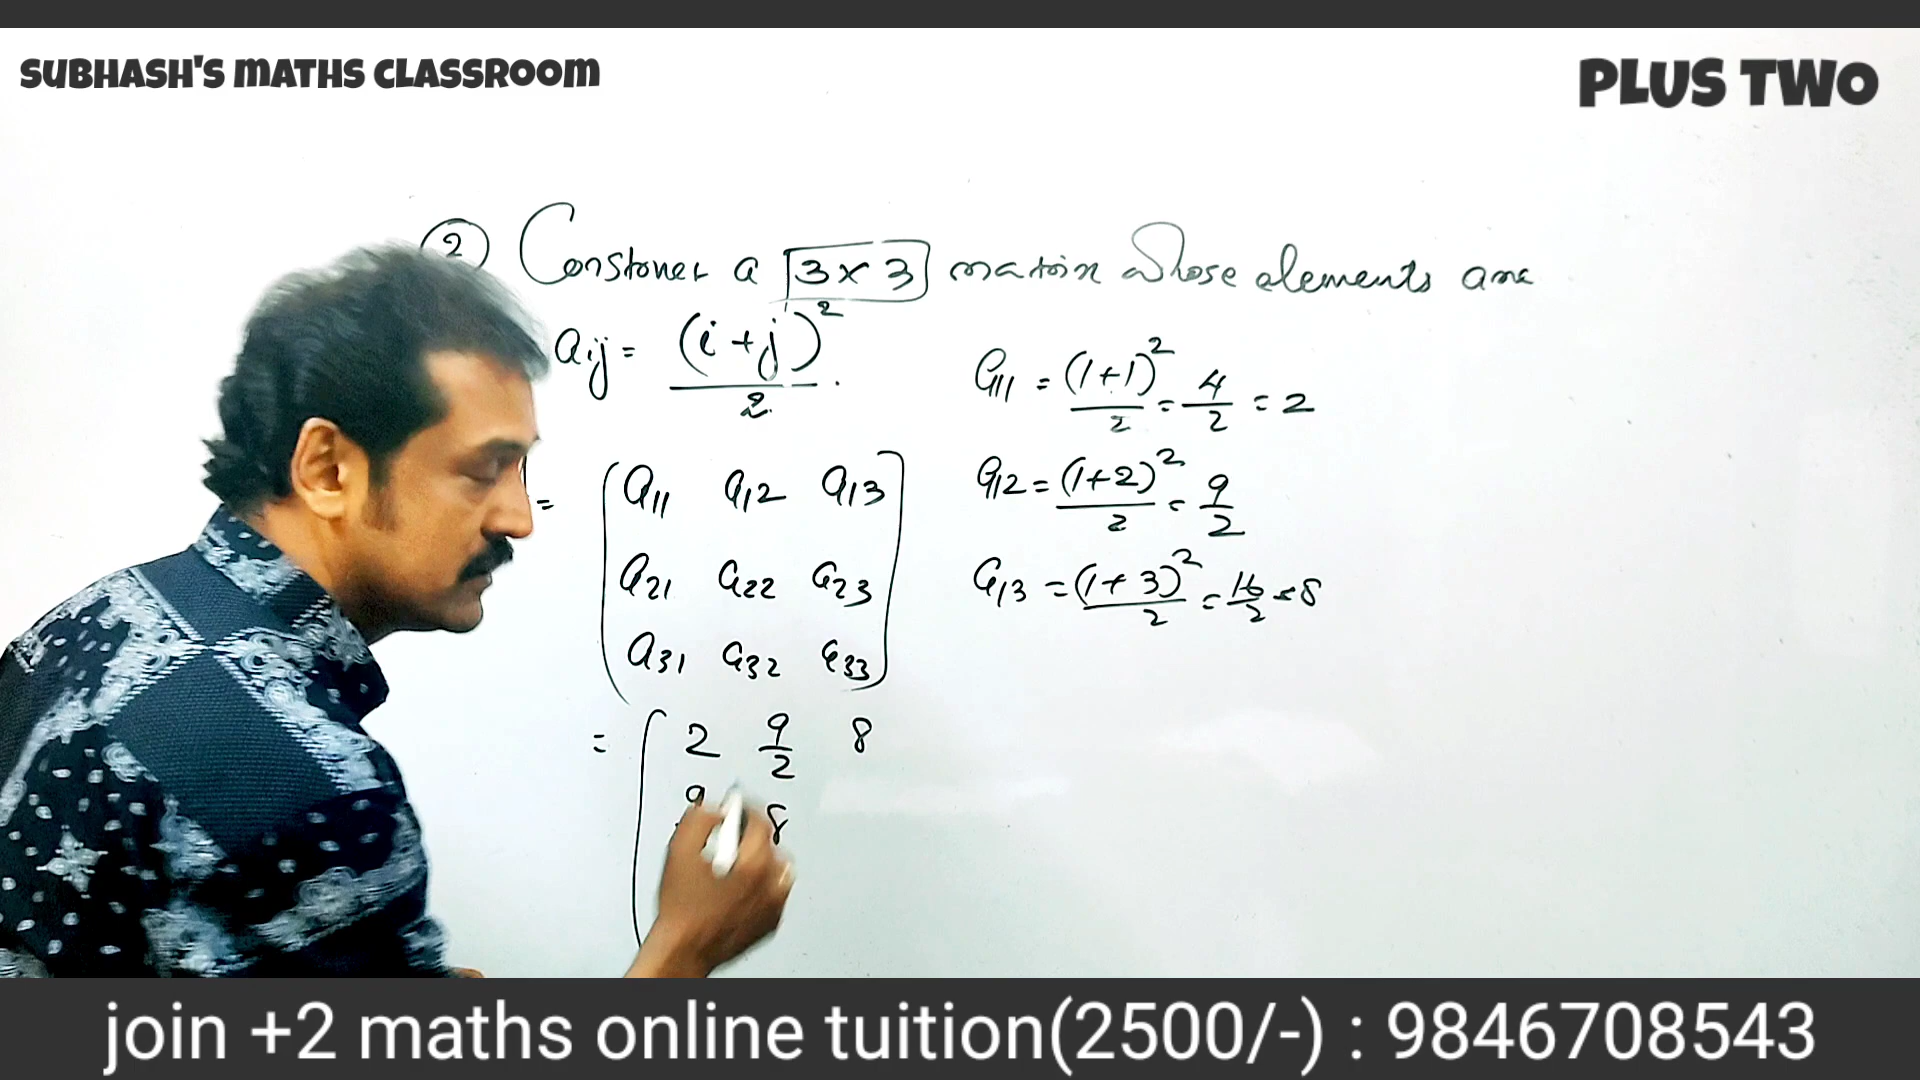 SUBHASH'S MATHS CLASSROOM
PLUS TWO
② Construct a 3 × 3 matrix whose elements are
aij = (i + j)² / 2 .
a11 = (1+1)² / 2 = 4/2 = 2
a12 = (1+2)² / 2 = 9/2
a13 = (1+3)² / 2 = 16/2 = 8
= a11 a12 a13
a21 a22 a23
a31 a32 a33
= 2 9/2 8
9 8
join +2 maths online tuition(2500/-) : 9846708543